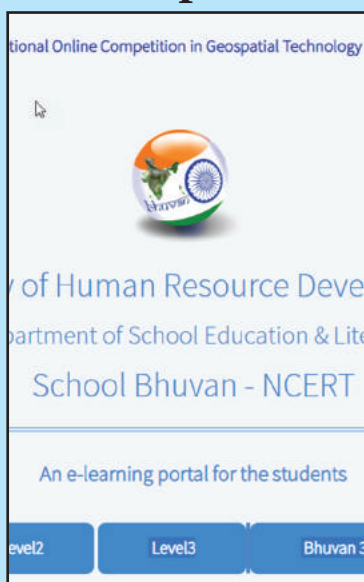 tional Online Competition in Geospatial Technology
bhuvan
y of Human Resource Deve
partment of School Education & Lite
School Bhuvan - NCERT
An e-learning portal for the students
evel2
Level3
Bhuvan 3